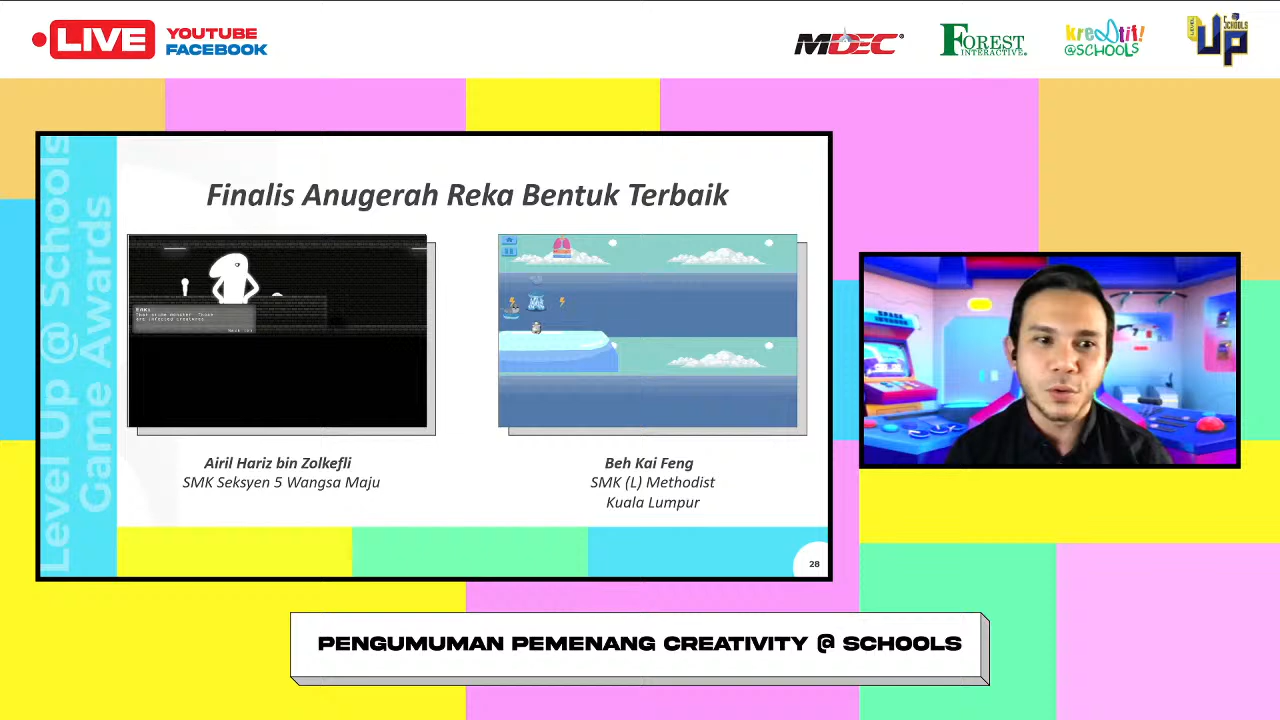 LIVE
YOUTUBE
FACEBOOK
MDEC
FOREST
INTERACTIVE
kreatif!
@SCHOOLS
LEVEL
UP
SCHOOLS
Level Up @ Schools
Game Awards
Finalis Anugerah Reka Bentuk Terbaik
Airil Hariz bin Zolkefli
SMK Seksyen 5 Wangsa Maju
Beh Kai Feng
SMK (L) Methodist
Kuala Lumpur
28
PENGUMUMAN PEMENANG CREATIVITY @ SCHOOLS